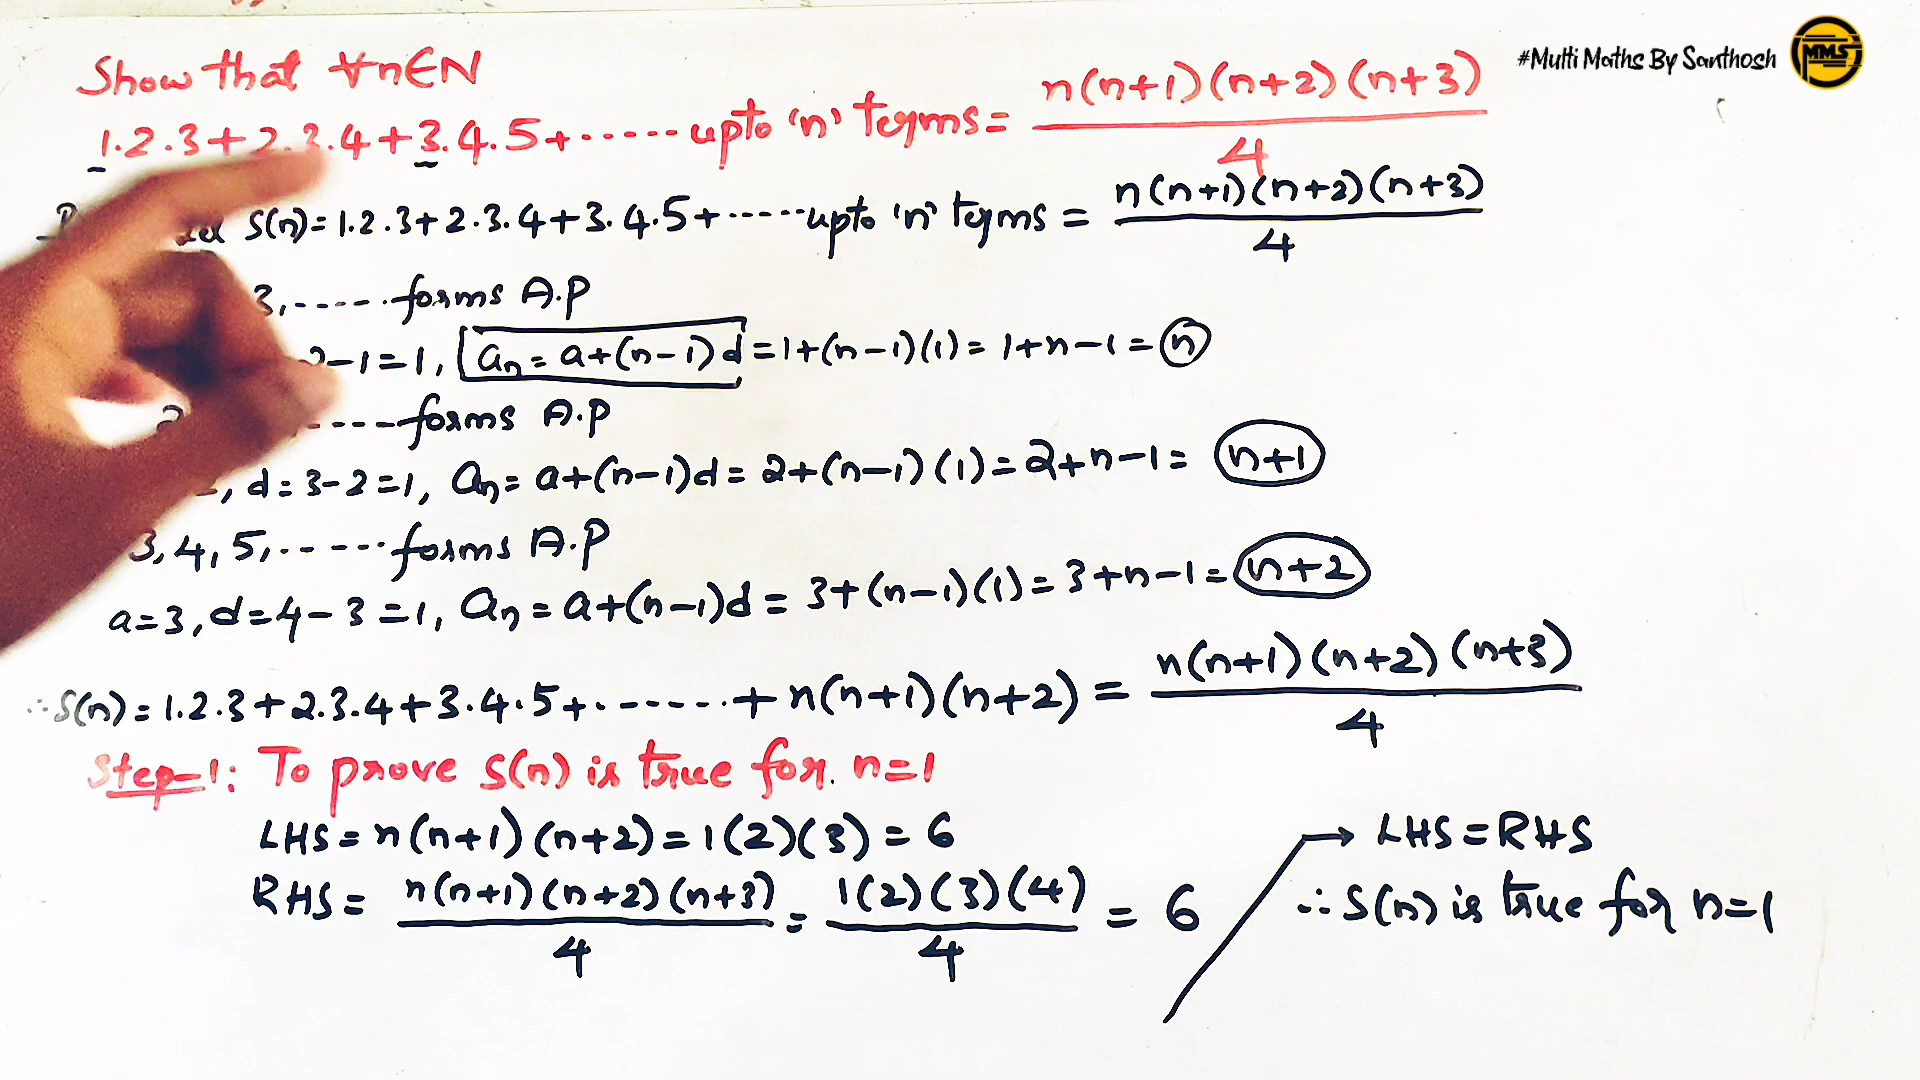 #Multi Maths By Santhosh
MMS
Show that ∀n∈N
1.2.3+2.3.4+3.4.5+······upto 'n' terms= n(n+1)(n+2)(n+3)/4
S(n)=1.2.3+2.3.4+3.4.5+·····upto 'n' terms = n(n+1)(n+2)(n+3)/4
3,·····forms A.P
2-1=1, an=a+(n-1)d=1+(n-1)(1)=1+n-1=n
·····forms A.P
, d=3-2=1, an=a+(n-1)d=2+(n-1)(1)=2+n-1= n+1
3,4,5,······forms A.P
a=3, d=4-3=1, an=a+(n-1)d=3+(n-1)(1)=3+n-1=n+2
∴S(n)=1.2.3+2.3.4+3.4.5+·······+n(n+1)(n+2)= n(n+1)(n+2)(n+3)/4
Step-1: To prove S(n) is true for. n=1
LHS=n(n+1)(n+2)=1(2)(3)=6
RHS= n(n+1)(n+2)(n+3)/4 = 1(2)(3)(4)/4 = 6
→ LHS=RHS
∴S(n) is true for n=1